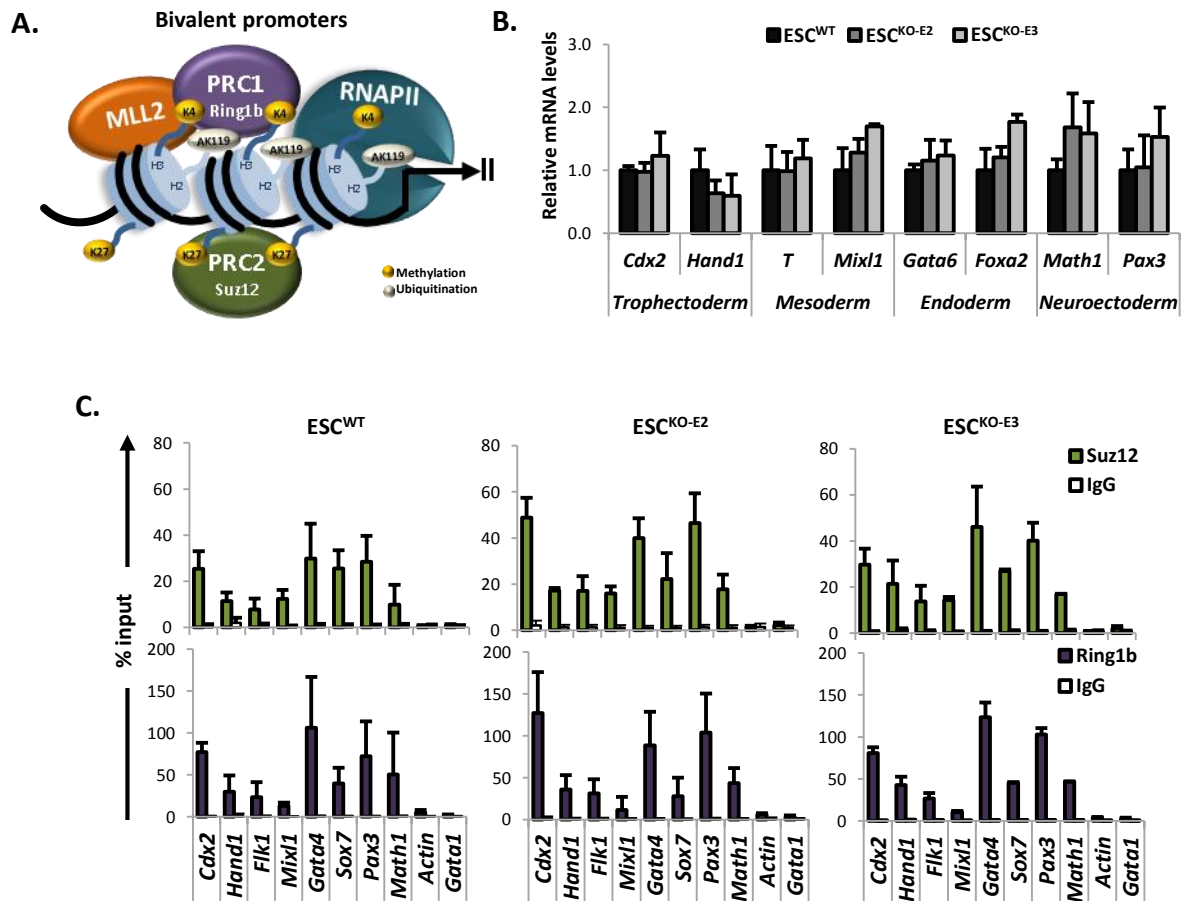 A.
Bivalent promoters
MLL2
PRC1
Ring1b
RNAPII
K4
K4
K4
AK119
AK119
AK119
H3
H2
H3
H2
H3
K27
K27
K27
PRC2
Suz12
Methylation
Ubiquitination
B.
ESCWT ESCKO-E2 ESCKO-E3
Relative mRNA levels
3.0
2.0
1.0
0.0
Cdx2 Hand1 T Mixl1 Gata6 Foxa2 Math1 Pax3
Trophectoderm Mesoderm Endoderm Neuroectoderm
C.
ESCWT ESCKO-E2 ESCKO-E3
% input
80
60
40
20
0
80
60
40
20
0
80
60
40
20
0
Suz12
IgG
200
150
100
50
0
200
150
100
50
0
200
150
100
50
0
Ring1b
IgG
Cdx2 Hand1 Flk1 Mixl1 Gata4 Sox7 Pax3 Math1 Actin Gata1
Cdx2 Hand1 Flk1 Mixl1 Gata4 Sox7 Pax3 Math1 Actin Gata1
Cdx2 Hand1 Flk1 Mixl1 Gata4 Sox7 Pax3 Math1 Actin Gata1